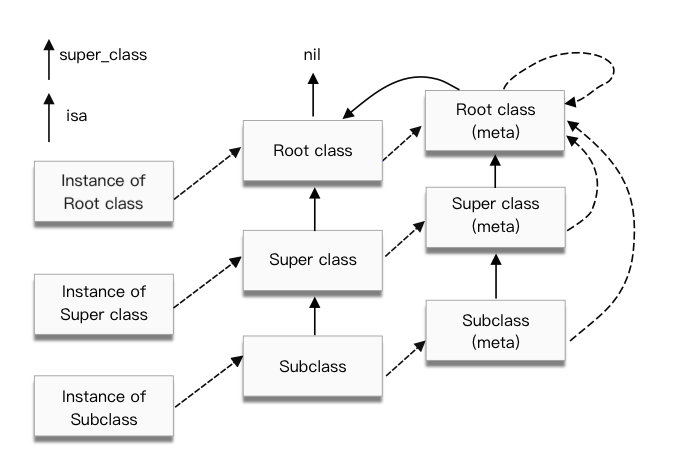 super_class
nil
isa
Root class
(meta)
Root class
Instance of
Root class
Super class
(meta)
Super class
Instance of
Super class
Subclass
(meta)
Subclass
Instance of
Subclass